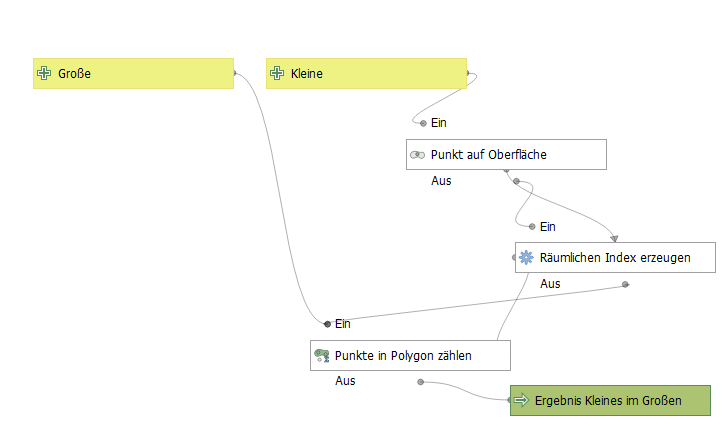 Große
Kleine
Ein
Punkt auf Oberfläche
Aus
Ein
Räumlichen Index erzeugen
Aus
Ein
Punkte in Polygon zählen
Aus
Ergebnis Kleines im Großen